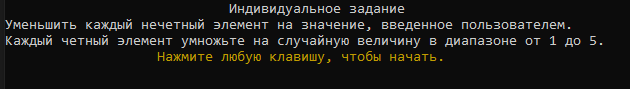 Индивидуальное задание
Уменьшить каждый нечетный элемент на значение, введенное пользователем.
Каждый четный элемент умножьте на случайную величину в диапазоне от 1 до 5.
Нажмите любую клавишу, чтобы начать.